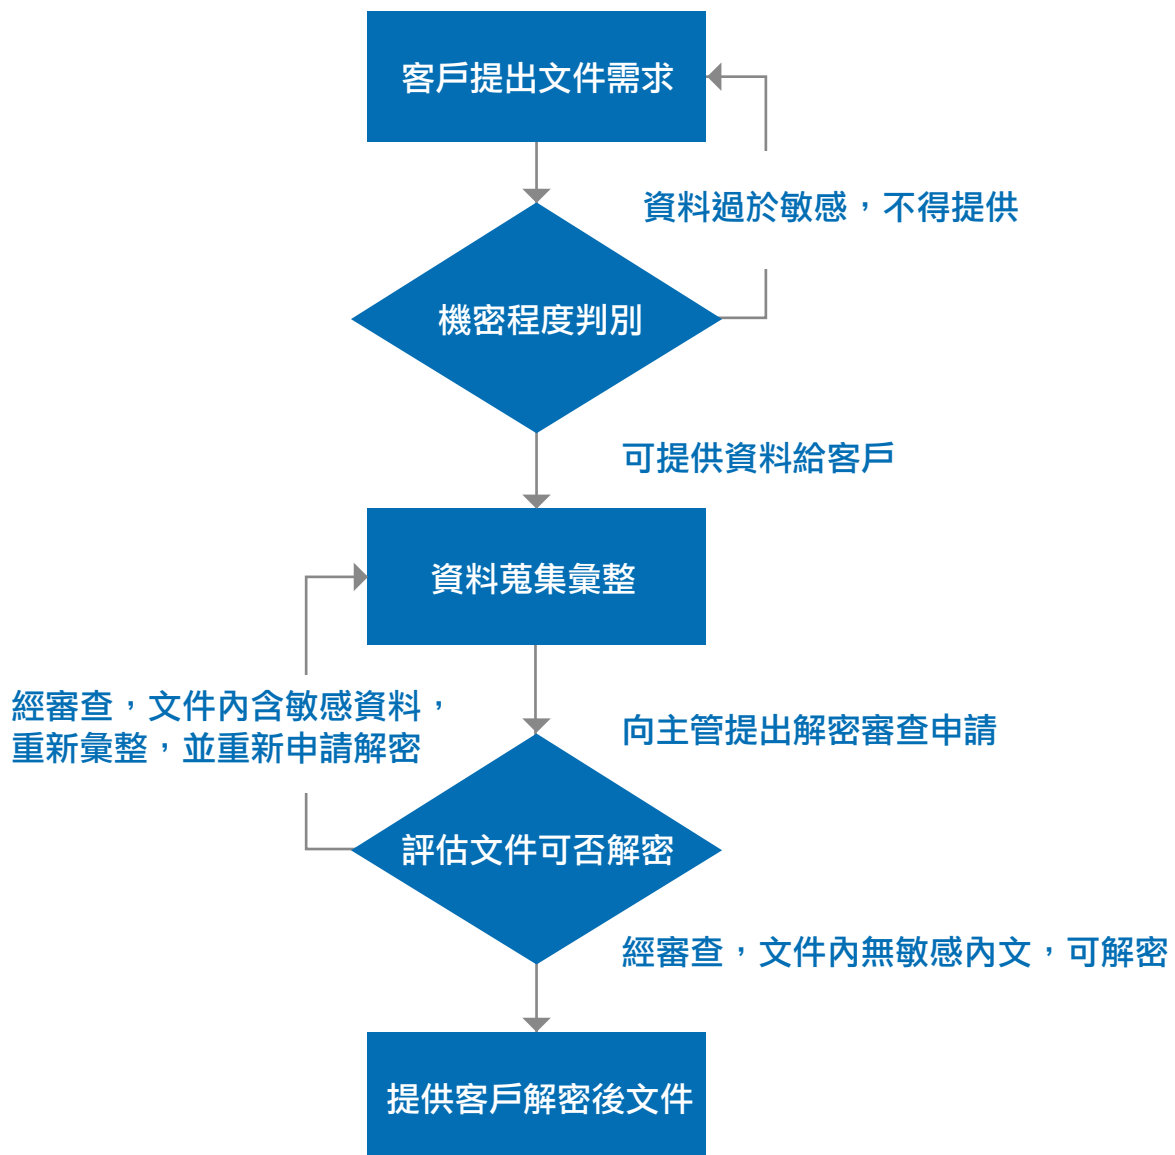 客戶提出文件需求
資料過於敏感，不得提供
機密程度判別
可提供資料給客戶
資料蒐集彙整
經審查，文件內含敏感資料，
重新彙整，並重新申請解密
向主管提出解密審查申請
評估文件可否解密
經審查，文件內無敏感內文，可解密
提供客戶解密後文件